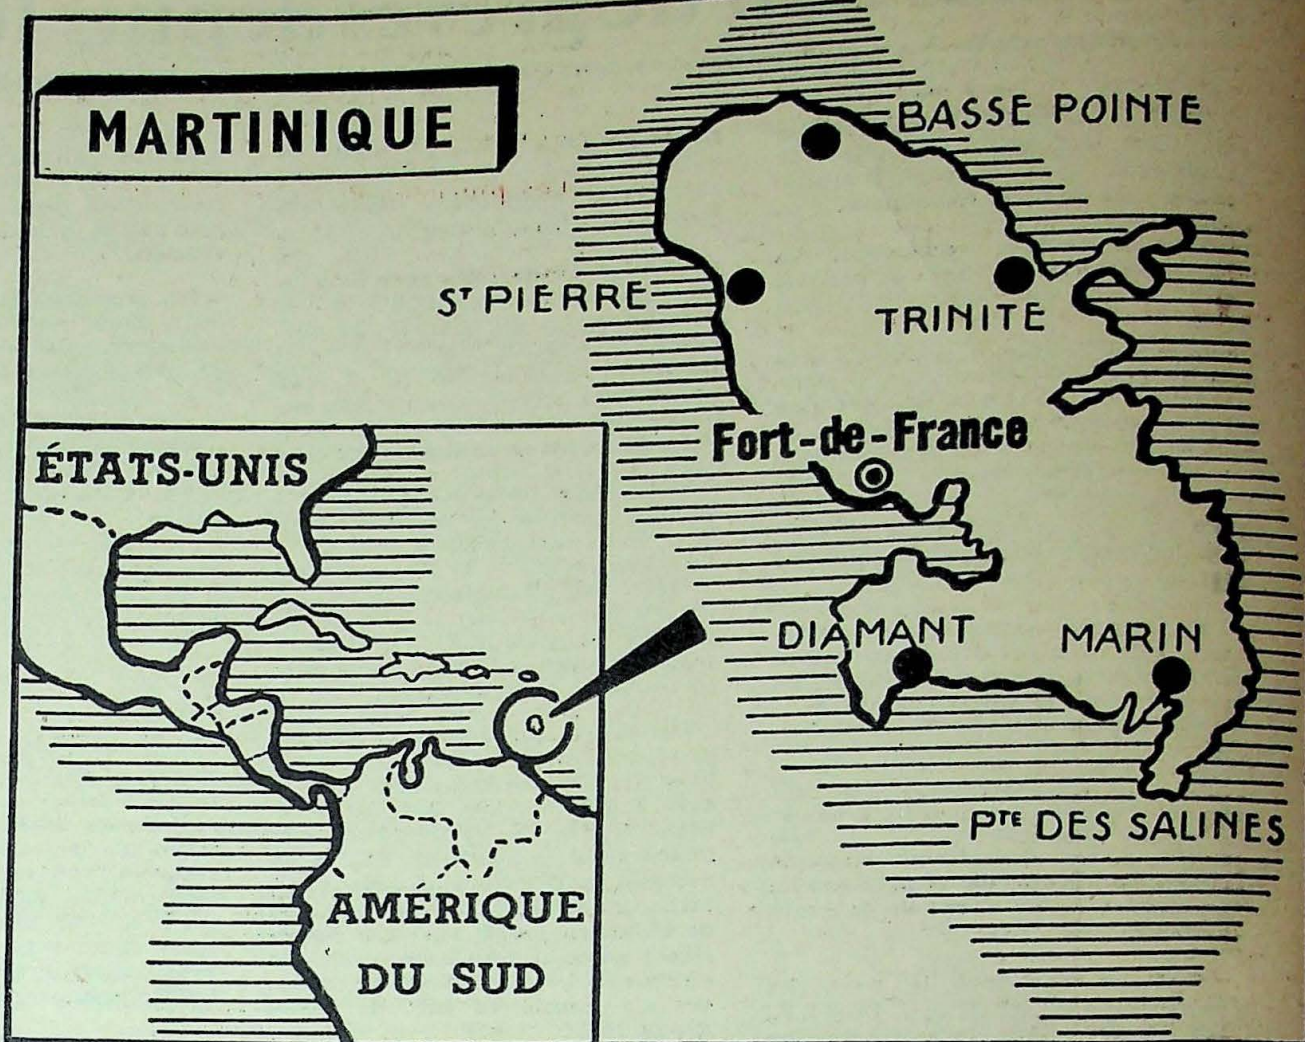 MARTINIQUE
BASSE POINTE
Sᵀ PIERRE
TRINITE
Fort-de-France
ÉTATS-UNIS
DIAMANT
MARIN
Pᵀᴱ DES SALINES
AMÉRIQUE
DU SUD